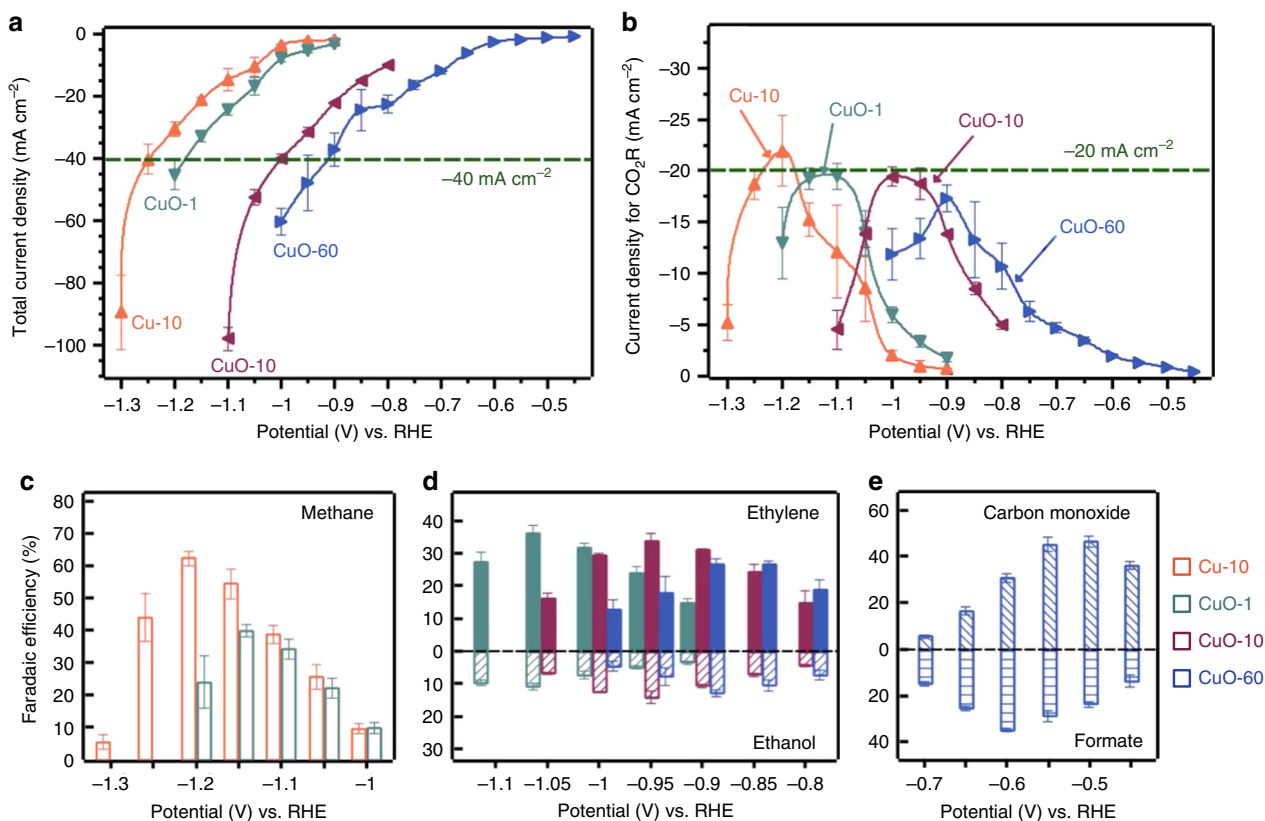 a
Total current density (mA cm⁻²)
0
−20
−40
−60
−80
−100
−40 mA cm⁻²
CuO-1
CuO-60
Cu-10
CuO-10
−1.3 −1.2 −1.1 −1 −0.9 −0.8 −0.7 −0.6 −0.5
Potential (V) vs. RHE
b
Current density for CO₂R (mA cm⁻²)
−30
−25
−20
−15
−10
−5
0
Cu-10
CuO-1
CuO-10
−20 mA cm⁻²
CuO-60
−1.3 −1.2 −1.1 −1 −0.9 −0.8 −0.7 −0.6 −0.5
Potential (V) vs. RHE
c
Faradaic efficiency (%)
80
70
60
50
40
30
20
10
0
Methane
−1.3 −1.2 −1.1 −1
Potential (V) vs. RHE
d
40
30
20
10
0
10
20
30
Ethylene
Ethanol
−1.1 −1.05 −1 −0.95 −0.9 −0.85 −0.8
Potential (V) vs. RHE
e
60
40
20
0
20
40
Carbon monoxide
Formate
−0.7 −0.6 −0.5
Potential (V) vs. RHE
Cu-10
CuO-1
CuO-10
CuO-60